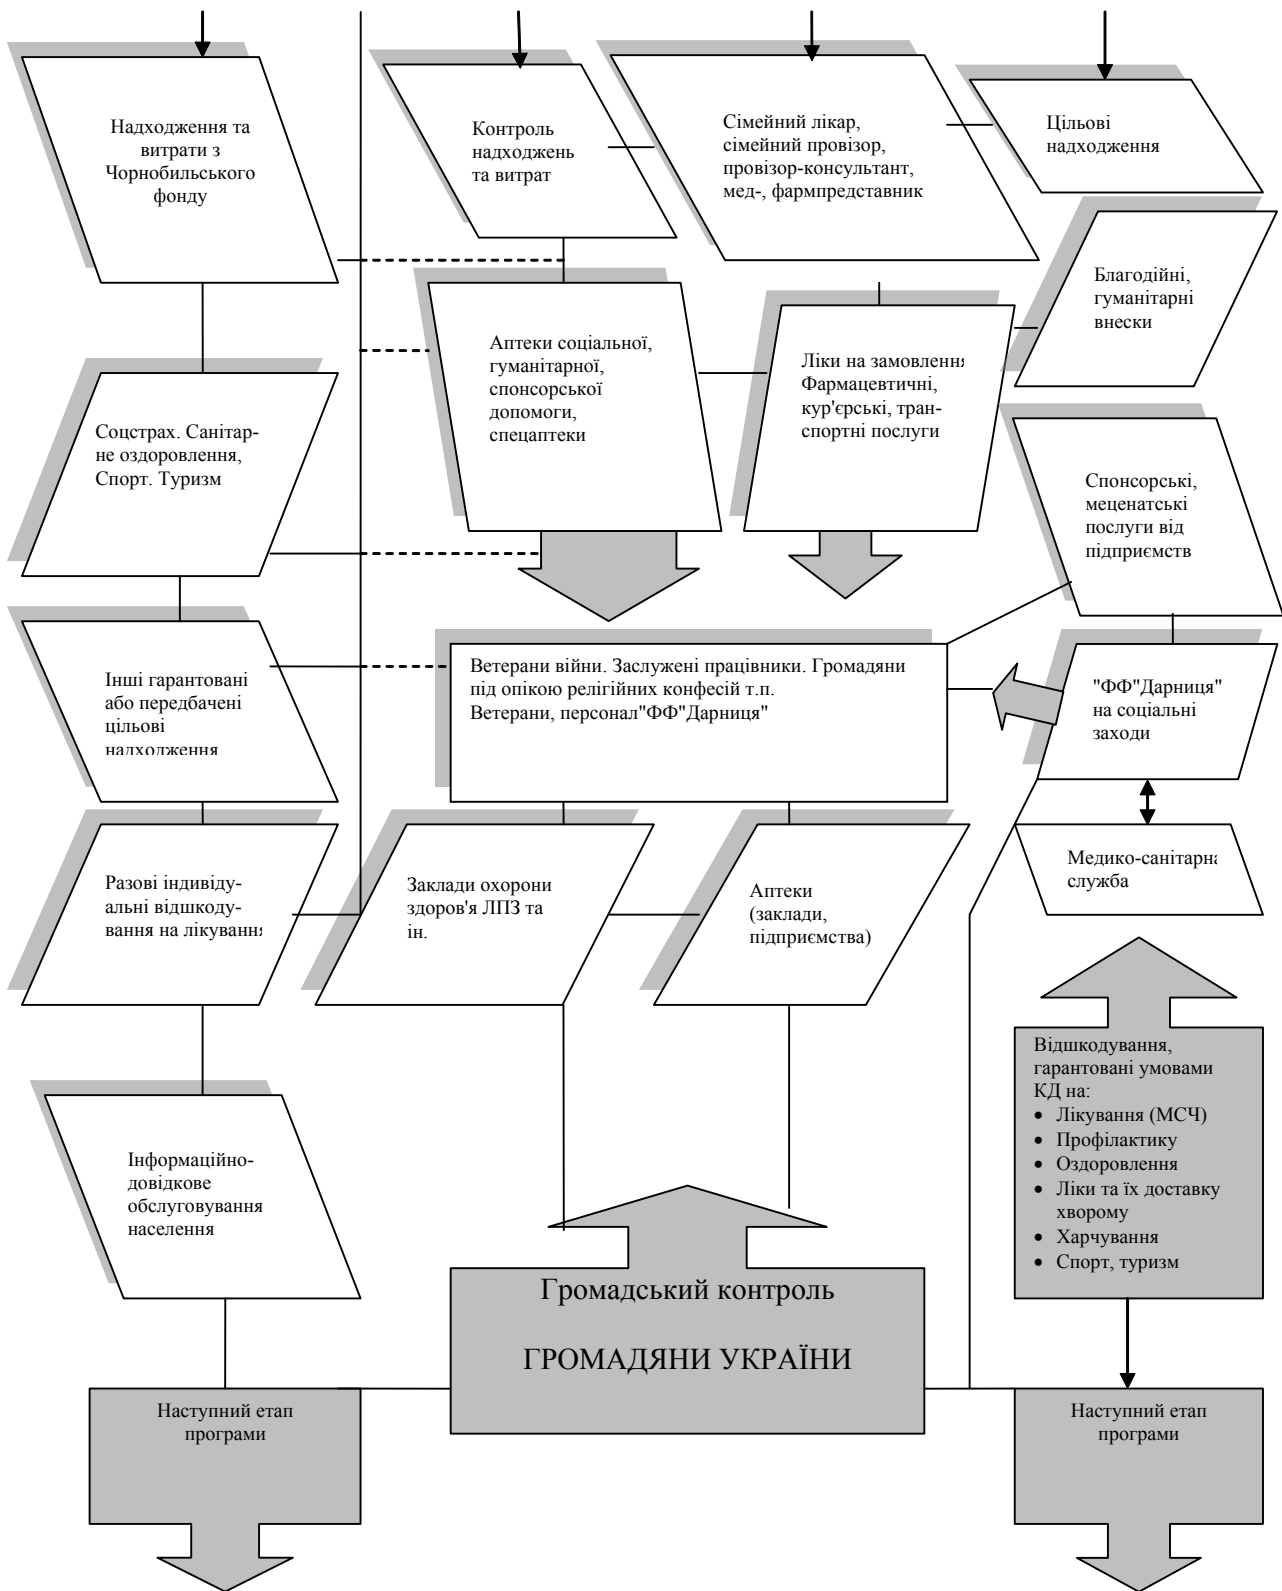 Надходження та
витрати з
Чорнобильського
фонду
Контроль
надходжень
та витрат
Сімейний лікар,
сімейний провізор,
провізор-консультант,
мед-, фармпредставник
Цільові
надходження
Благодійні,
гуманітарні
внески
Аптеки соціальної,
гуманітарної,
спонсорської
допомоги,
спецаптеки
Ліки на замовлення
Фармацевтичні,
кур'єрські, тран-
спортні послуги
Соцстрах. Санітар-
не оздоровлення,
Спорт. Туризм
Спонсорські,
меценатські
послуги від
підприємств
Інші гарантовані
або передбачені
цільові
надходження
Ветерани війни. Заслужені працівники. Громадяни
під опікою релігійних конфесій т.п.
Ветерани, персонал"ФФ"Дарниця"
"ФФ"Дарниця"
на соціальні
заходи
Разові індивіду-
альні відшкоду-
вання на лікування
Заклади охорони
здоров'я ЛПЗ та
ін.
Аптеки
(заклади,
підприємства)
Медико-санітарна
служба
Відшкодування,
гарантовані умовами
КД на:
• Лікування (МСЧ)
• Профілактику
• Оздоровлення
• Ліки та їх доставку
хворому
• Харчування
• Спорт, туризм
Інформаційно-
довідкове
обслуговування
населення
Громадський контроль
ГРОМАДЯНИ УКРАЇНИ
Наступний етап
програми
Наступний етап
програми